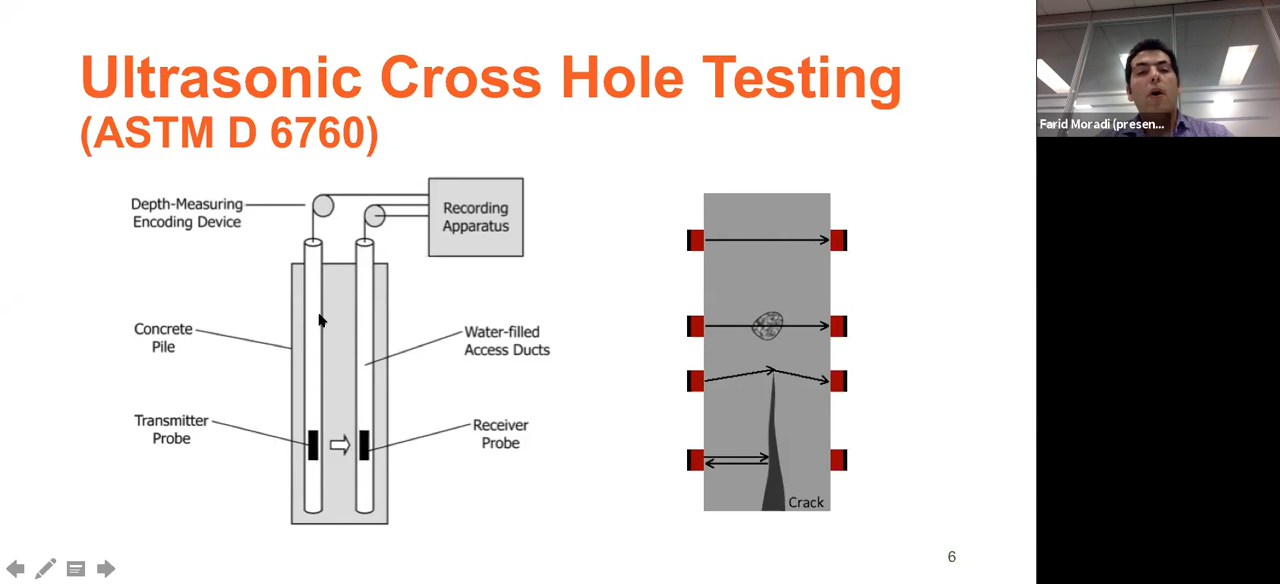 Ultrasonic Cross Hole Testing
(ASTM D 6760)
Depth-Measuring
Encoding Device
Recording
Apparatus
Concrete
Pile
Water-filled
Access Ducts
Transmitter
Probe
Receiver
Probe
Crack
6
Farid Moradi (presen...